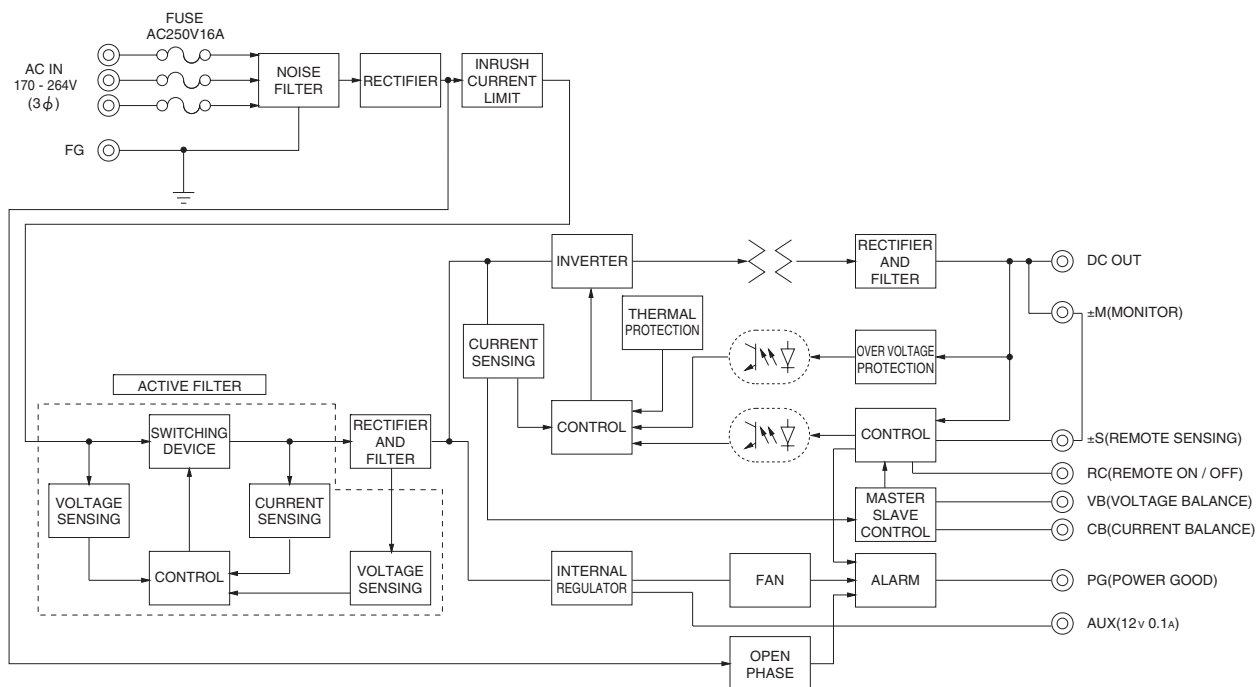 FUSE
AC250V16A
AC IN
170 - 264V
(3ϕ)
FG
NOISE
FILTER
RECTIFIER
INRUSH
CURRENT
LIMIT
INVERTER
RECTIFIER
AND
FILTER
DC OUT
THERMAL
PROTECTION
±M(MONITOR)
CURRENT
SENSING
OVER VOLTAGE
PROTECTION
ACTIVE FILTER
SWITCHING
DEVICE
RECTIFIER
AND
FILTER
CONTROL
CONTROL
±S(REMOTE SENSING)
RC(REMOTE ON / OFF)
VOLTAGE
SENSING
CURRENT
SENSING
MASTER
SLAVE
CONTROL
VB(VOLTAGE BALANCE)
CB(CURRENT BALANCE)
CONTROL
VOLTAGE
SENSING
INTERNAL
REGULATOR
FAN
ALARM
PG(POWER GOOD)
AUX(12V 0.1A)
OPEN
PHASE